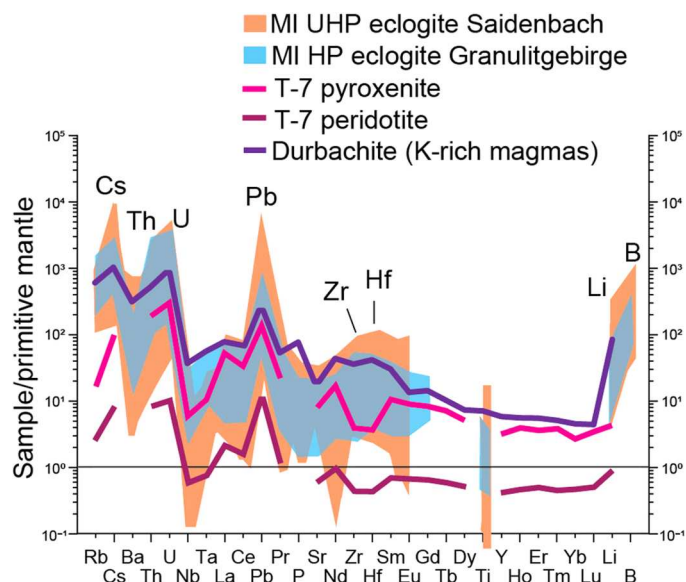 MI UHP eclogite Saidenbach
MI HP eclogite Granulitgebirge
T-7 pyroxenite
T-7 peridotite
Durbachite (K-rich magmas)
10⁵
10⁵
Cs
Th
U
Pb
10⁴
10⁴
10³
10³
Zr
Hf
Li
B
10²
10²
10¹
10¹
10⁰
10⁰
10⁻¹
10⁻¹
Sample/primitive mantle
Rb Ba U Ta Ce Pr Sr Zr Sm Gd Dy Y Er Yb Li
Cs Th Nb La Pb P Nd Hf Eu Tb Ti Ho Tm Lu B